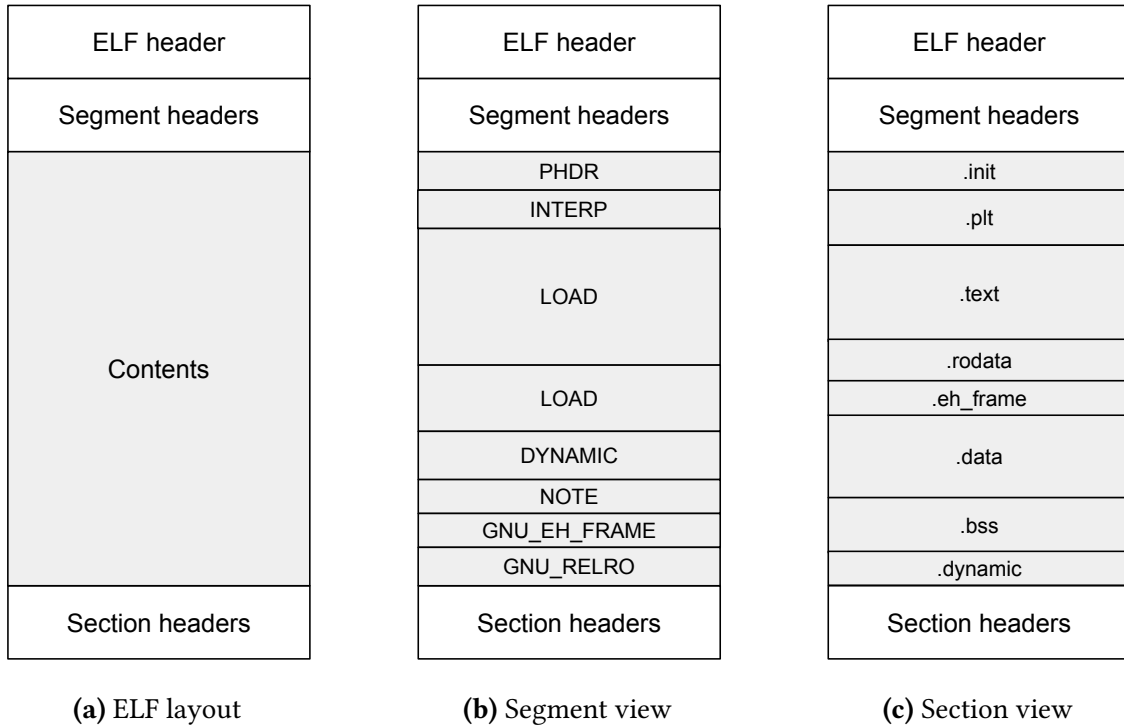 ELF header
Segment headers
Contents
Section headers
(a) ELF layout
ELF header
Segment headers
PHDR
INTERP
LOAD
LOAD
DYNAMIC
NOTE
GNU_EH_FRAME
GNU_RELRO
Section headers
(b) Segment view
ELF header
Segment headers
.init
.plt
.text
.rodata
.eh_frame
.data
.bss
.dynamic
Section headers
(c) Section view